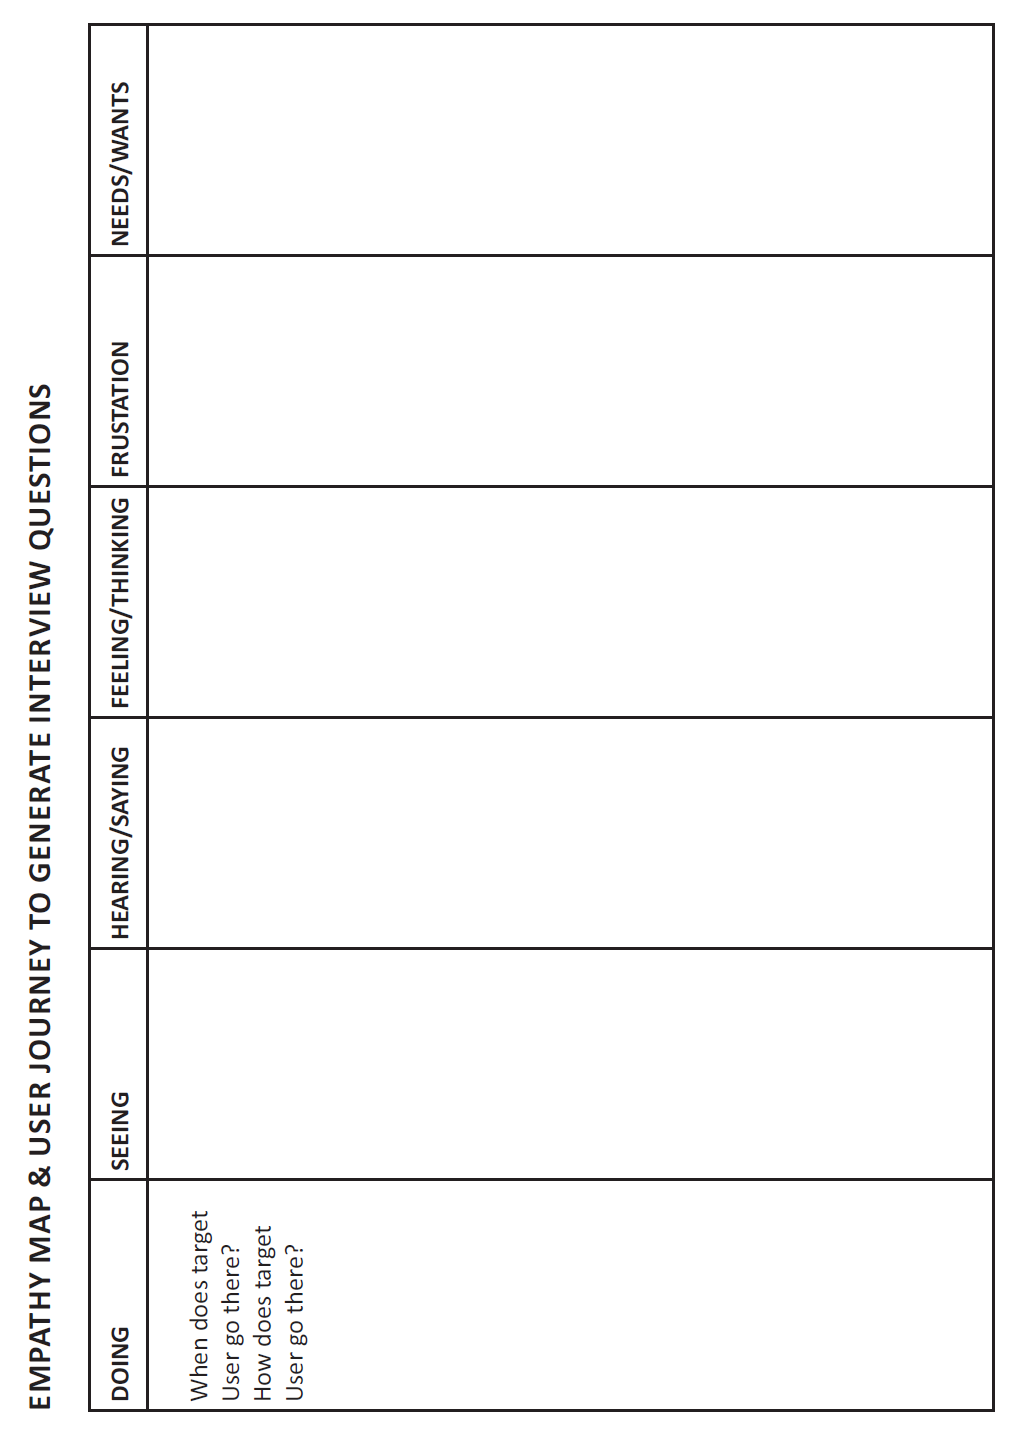 EMPATHY MAP & USER JOURNEY TO GENERATE INTERVIEW QUESTIONS
DOING
SEEING
HEARING/SAYING
FEELING/THINKING
FRUSTATION
NEEDS/WANTS
When does target
User go there?
How does target
User go there?